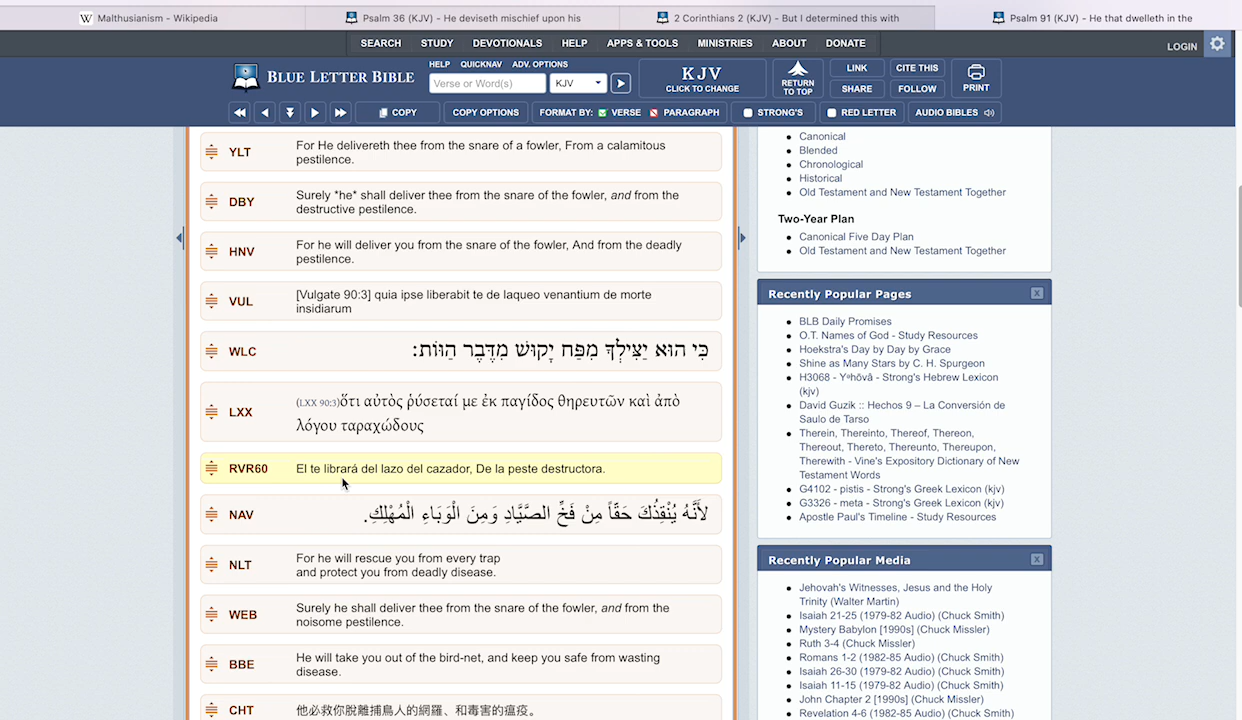 Malthusianism - Wikipedia
Psalm 36 (KJV) - He deviseth mischief upon his
2 Corinthians 2 (KJV) - But I determined this with
Psalm 91 (KJV) - He that dwelleth in the
SEARCH STUDY DEVOTIONALS HELP APPS & TOOLS MINISTRIES ABOUT DONATE
LOGIN
BLUE LETTER BIBLE
HELP QUICKNAV ADV. OPTIONS
Verse or Word(s)
KJV
KJV
CLICK TO CHANGE
RETURN
TO TOP
LINK
CITE THIS
SHARE
FOLLOW
PRINT
COPY
COPY OPTIONS
FORMAT BY: VERSE PARAGRAPH
STRONG'S
RED LETTER
AUDIO BIBLES
YLT
For He delivereth thee from the snare of a fowler, From a calamitous
pestilence.
DBY
Surely *he* shall deliver thee from the snare of the fowler, and from the
destructive pestilence.
HNV
For he will deliver you from the snare of the fowler, And from the deadly
pestilence.
VUL
[Vulgate 90:3] quia ipse liberabit te de laqueo venantium de morte
insidiarum
WLC
כִּי הוּא יַצִּילְךָ מִפַּח יָקוּשׁ מִדֶּבֶר הַוּוֹת׃
LXX
(LXX 90:3)ὅτι αὐτὸς ῥύσεταί με ἐκ παγίδος θηρευτῶν καὶ ἀπὸ
λόγου ταραχώδους
RVR60
El te librará del lazo del cazador, De la peste destructora.
NAV
لأَنَّهُ يُنْقِذُكَ حَقّاً مِنْ فَخِّ الصَّيَّادِ وَمِنَ الْوَبَاءِ الْمُهْلِكِ.
NLT
For he will rescue you from every trap
and protect you from deadly disease.
WEB
Surely he shall deliver thee from the snare of the fowler, and from the
noisome pestilence.
BBE
He will take you out of the bird-net, and keep you safe from wasting
disease.
CHT
他必救你脫離捕鳥人的網羅、和毒害的瘟疫。
Canonical
Blended
Chronological
Historical
Old Testament and New Testament Together
Two-Year Plan
Canonical Five Day Plan
Old Testament and New Testament Together
Recently Popular Pages
BLB Daily Promises
O.T. Names of God - Study Resources
Hoekstra's Day by Day by Grace
Shine as Many Stars by C. H. Spurgeon
H3068 - Yᵊhōvâ - Strong's Hebrew Lexicon
(kjv)
David Guzik :: Hechos 9 – La Conversión de
Saulo de Tarso
Therein, Thereinto, Thereof, Thereon,
Thereout, Thereto, Thereunto, Thereupon,
Therewith - Vine's Expository Dictionary of New
Testament Words
G4102 - pistis - Strong's Greek Lexicon (kjv)
G3326 - meta - Strong's Greek Lexicon (kjv)
Apostle Paul's Timeline - Study Resources
Recently Popular Media
Jehovah's Witnesses, Jesus and the Holy
Trinity (Walter Martin)
Isaiah 21-25 (1979-82 Audio) (Chuck Smith)
Mystery Babylon [1990s] (Chuck Missler)
Ruth 3-4 (Chuck Missler)
Romans 1-2 (1982-85 Audio) (Chuck Smith)
Isaiah 26-30 (1979-82 Audio) (Chuck Smith)
Isaiah 11-15 (1979-82 Audio) (Chuck Smith)
John Chapter 2 [1990s] (Chuck Missler)
Revelation 4-6 (1982-85 Audio) (Chuck Smith)